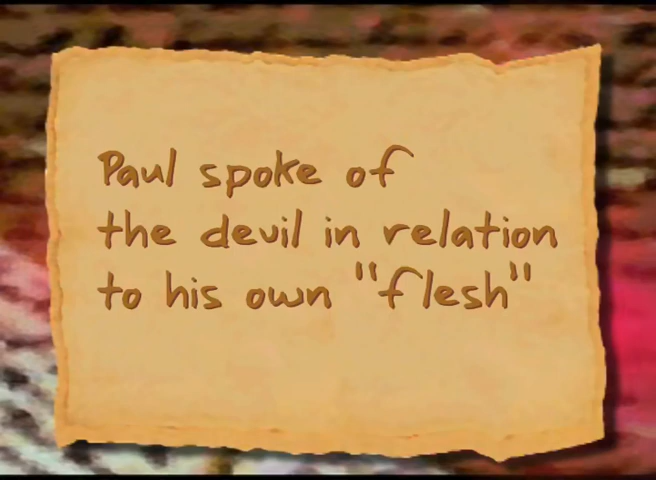 Paul spoke of
the devil in relation
to his own "flesh"